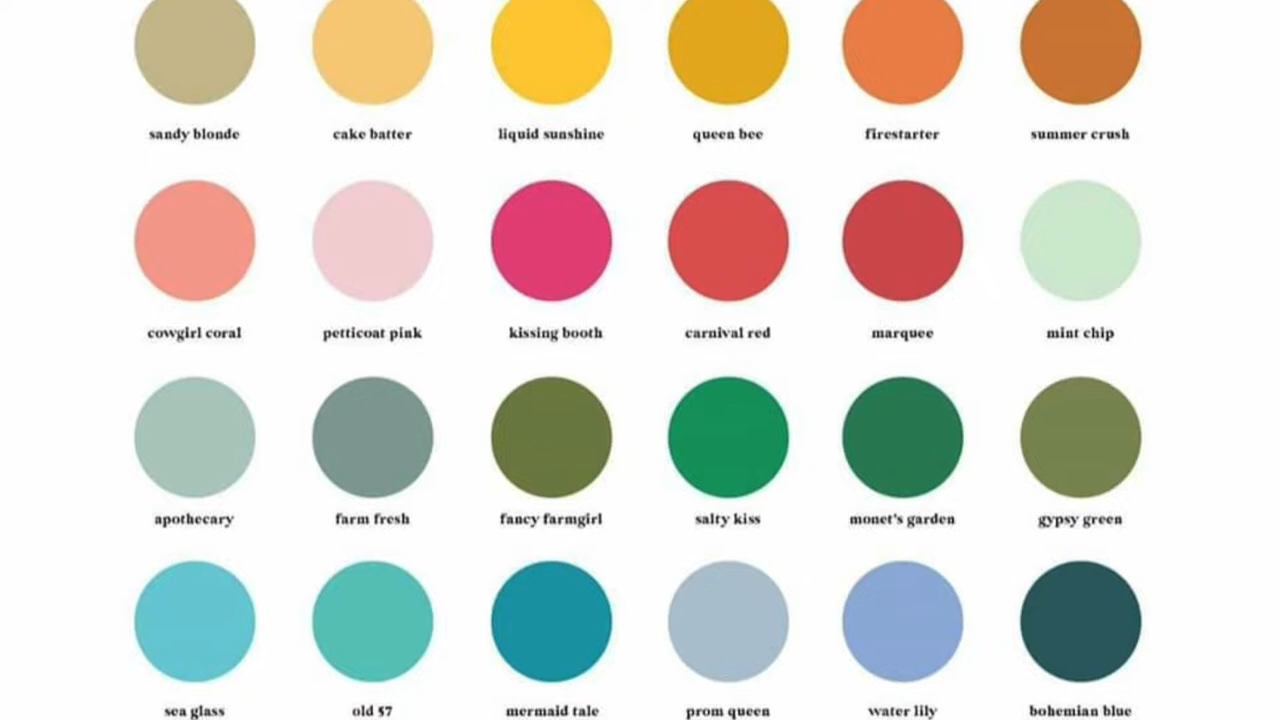 sandy blonde cake batter liquid sunshine queen bee firestarter summer crush
cowgirl coral petticoat pink kissing booth carnival red marquee mint chip
apothecary farm fresh fancy farmgirl salty kiss monet's garden gypsy green
sea glass old 57 mermaid tale prom queen water lily bohemian blue